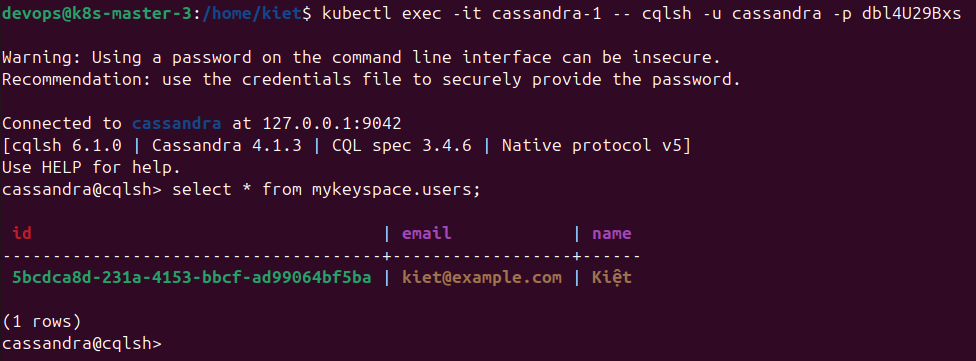 devops@k8s-master-3:/home/kiet$ kubectl exec -it cassandra-1 -- cqlsh -u cassandra -p dbl4U29Bxs
Warning: Using a password on the command line interface can be insecure.
Recommendation: use the credentials file to securely provide the password.
Connected to cassandra at 127.0.0.1:9042
[cqlsh 6.1.0 | Cassandra 4.1.3 | CQL spec 3.4.6 | Native protocol v5]
Use HELP for help.
cassandra@cqlsh> select * from mykeyspace.users;
id | email | name
--------------------------------------+------------------+------
5bcdca8d-231a-4153-bbcf-ad99064bf5ba | kiet@example.com | Kiệt
(1 rows)
cassandra@cqlsh>